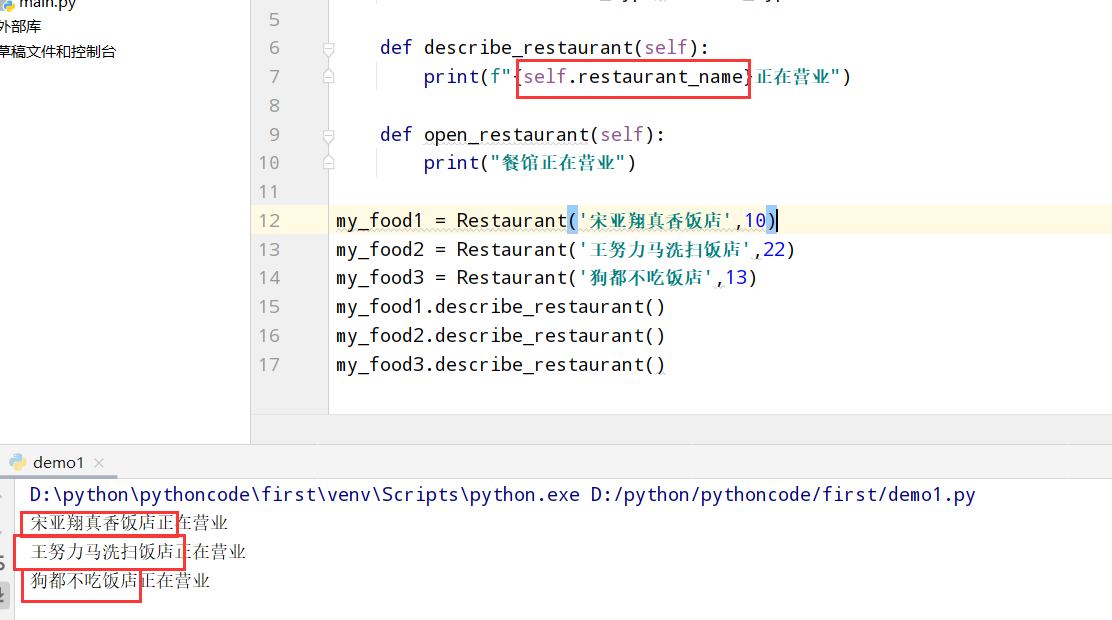 main.py
外部库
草稿文件和控制台
5
6 def describe_restaurant(self):
7 print(f"{self.restaurant_name}正在营业")
8
9 def open_restaurant(self):
10 print("餐馆正在营业")
11
12 my_food1 = Restaurant('宋亚翔真香饭店',10)
13 my_food2 = Restaurant('王努力马洗扫饭店',22)
14 my_food3 = Restaurant('狗都不吃饭店',13)
15 my_food1.describe_restaurant()
16 my_food2.describe_restaurant()
17 my_food3.describe_restaurant()
demo1
D:\python\pythoncode\first\venv\Scripts\python.exe D:/python/pythoncode/first/demo1.py
宋亚翔真香饭店正在营业
王努力马洗扫饭店正在营业
狗都不吃饭店正在营业